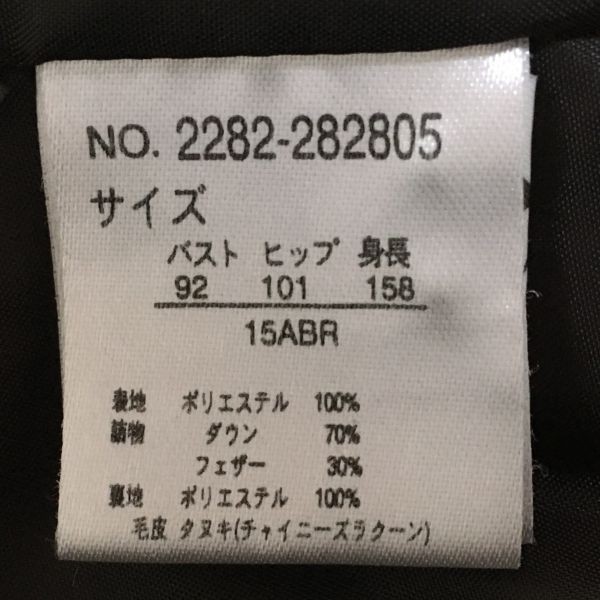 NO. 2282-282805
サイズ
バスト ヒップ 身長
92 101 158
15ABR
表地 ポリエステル 100%
詰物 ダウン 70%
フェザー 30%
裏地 ポリエステル 100%
毛皮 タヌキ(チャイニーズラクーン)